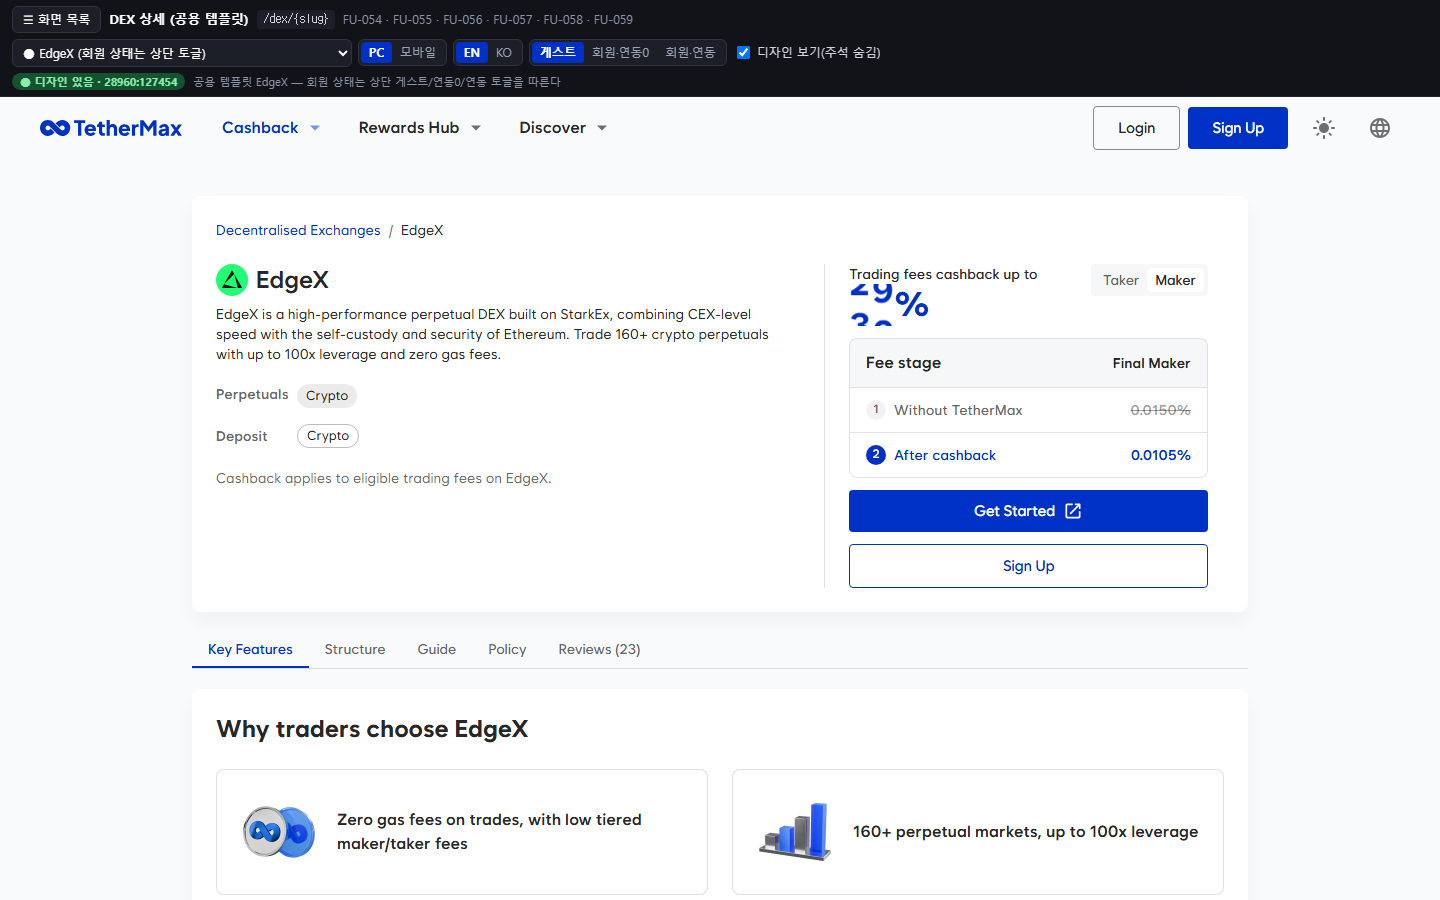 ☰ 화면 목록 DEX 상세 (공용 템플릿) /dex/{slug} FU-054 · FU-055 · FU-056 · FU-057 · FU-058 · FU-059
● EdgeX (회원 상태는 상단 토글) PC 모바일 EN KO 게스트 회원·연동0 회원·연동 디자인 보기(주석 숨김)
● 디자인 있음 · 28960:127454 공용 템플릿 EdgeX — 회원 상태는 상단 게스트/연동0/연동 토글을 따른다
TetherMax Cashback Rewards Hub Discover Login Sign Up
Decentralised Exchanges / EdgeX
EdgeX
EdgeX is a high-performance perpetual DEX built on StarkEx, combining CEX-level
speed with the self-custody and security of Ethereum. Trade 160+ crypto perpetuals
with up to 100x leverage and zero gas fees.
Perpetuals Crypto
Deposit Crypto
Cashback applies to eligible trading fees on EdgeX.
Trading fees cashback up to
Taker Maker
29%
Fee stage Final Maker
1 Without TetherMax 0.0150%
2 After cashback 0.0105%
Get Started
Sign Up
Key Features Structure Guide Policy Reviews (23)
Why traders choose EdgeX
Zero gas fees on trades, with low tiered
maker/taker fees
160+ perpetual markets, up to 100x leverage